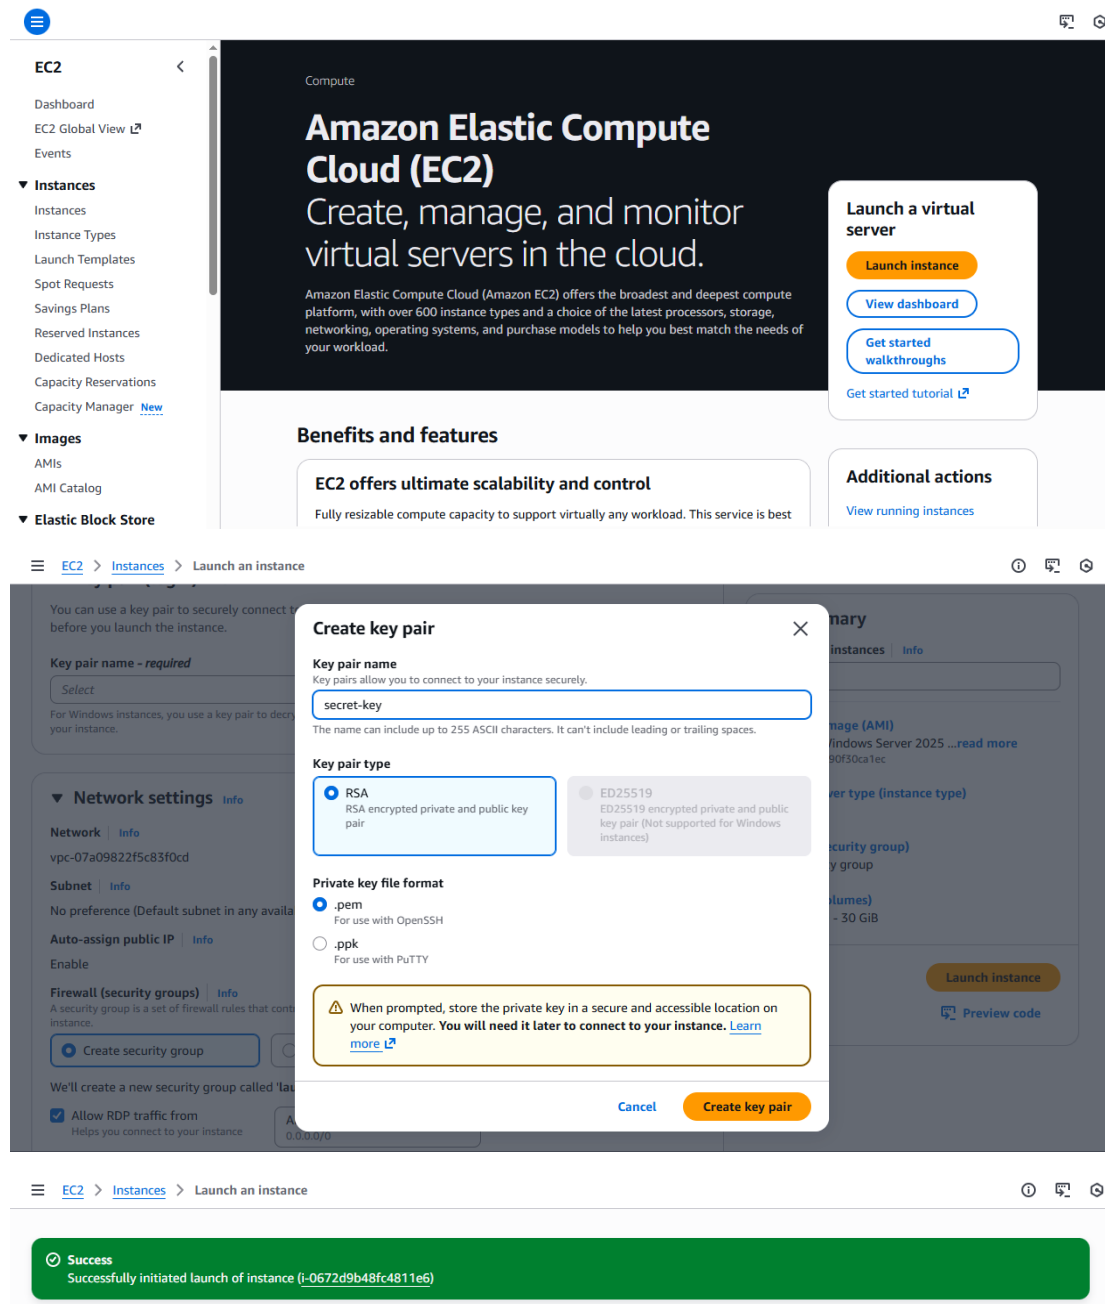 EC2
Dashboard
EC2 Global View
Events
Instances
Instances
Instance Types
Launch Templates
Spot Requests
Savings Plans
Reserved Instances
Dedicated Hosts
Capacity Reservations
Capacity Manager New
Images
AMIs
AMI Catalog
Elastic Block Store
Compute
Amazon Elastic Compute
Cloud (EC2)
Create, manage, and monitor
virtual servers in the cloud.
Amazon Elastic Compute Cloud (Amazon EC2) offers the broadest and deepest compute
platform, with over 600 instance types and a choice of the latest processors, storage,
networking, operating systems, and purchase models to help you best match the needs of
your workload.
Launch a virtual
server
Launch instance
View dashboard
Get started
walkthroughs
Get started tutorial
Benefits and features
EC2 offers ultimate scalability and control
Fully resizable compute capacity to support virtually any workload. This service is best
Additional actions
View running instances
EC2 > Instances > Launch an instance
You can use a key pair to securely connect t
before you launch the instance.
Key pair name - required
Select
For Windows instances, you use a key pair to decry
your instance.
Network settings Info
Network Info
vpc-07a09822f5c83f0cd
Subnet Info
No preference (Default subnet in any availa
Auto-assign public IP Info
Enable
Firewall (security groups) Info
A security group is a set of firewall rules that cont
instance.
Create security group
We'll create a new security group called 'lau
Allow RDP traffic from
Helps you connect to your instance
A
0.0.0.0/0
Create key pair
Key pair name
Key pairs allow you to connect to your instance securely.
secret-key
The name can include up to 255 ASCII characters. It can't include leading or trailing spaces.
Key pair type
RSA
RSA encrypted private and public key
pair
ED25519
ED25519 encrypted private and public
key pair (Not supported for Windows
instances)
Private key file format
.pem
For use with OpenSSH
.ppk
For use with PuTTY
When prompted, store the private key in a secure and accessible location on
your computer. You will need it later to connect to your instance. Learn
more
Cancel
Create key pair
mary
instances Info
mage (AMI)
Windows Server 2025 ...read more
90f30ca1ec
ver type (instance type)
ecurity group)
y group
lumes)
- 30 GiB
Launch instance
Preview code
EC2 > Instances > Launch an instance
Success
Successfully initiated launch of instance (i-0672d9b48fc4811e6)